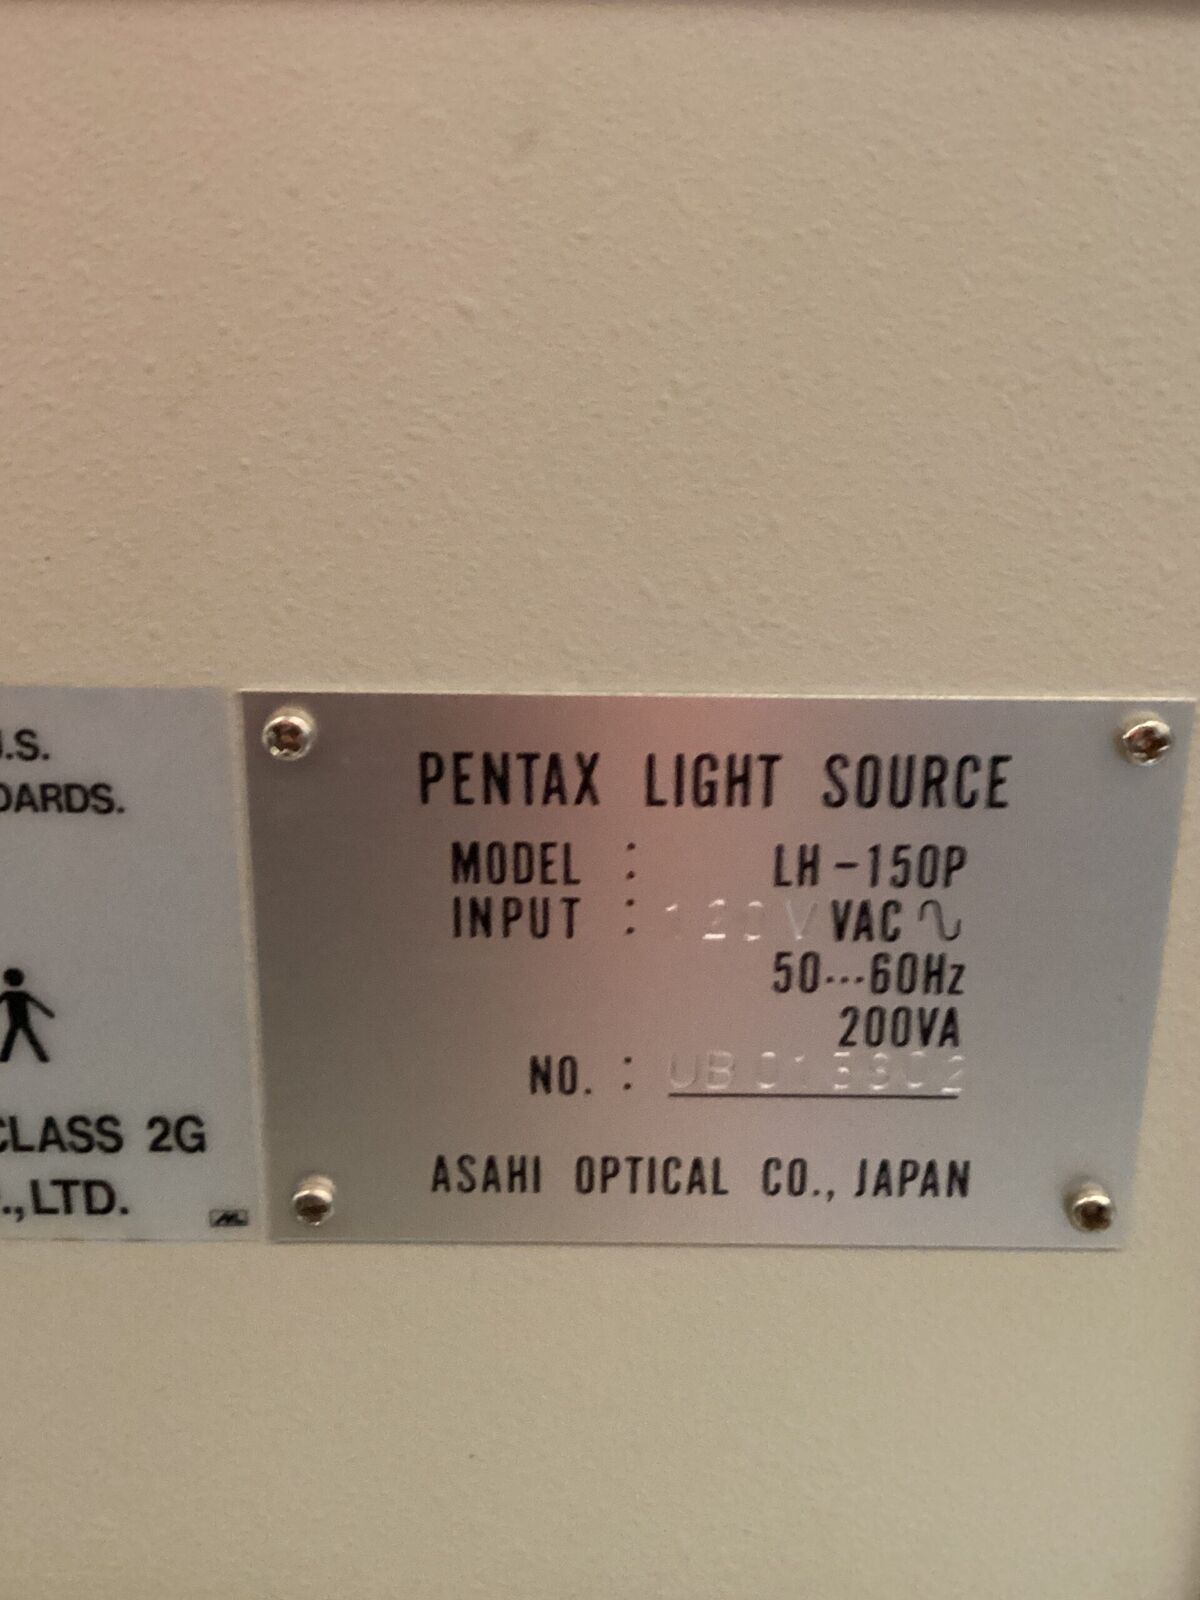 .S.
DARDS.
CLASS 2G
.,LTD.
PENTAX LIGHT SOURCE
MODEL : LH-150P
INPUT : 120V VAC ∿
50···60Hz
200VA
NO. :
ASAHI OPTICAL CO., JAPAN